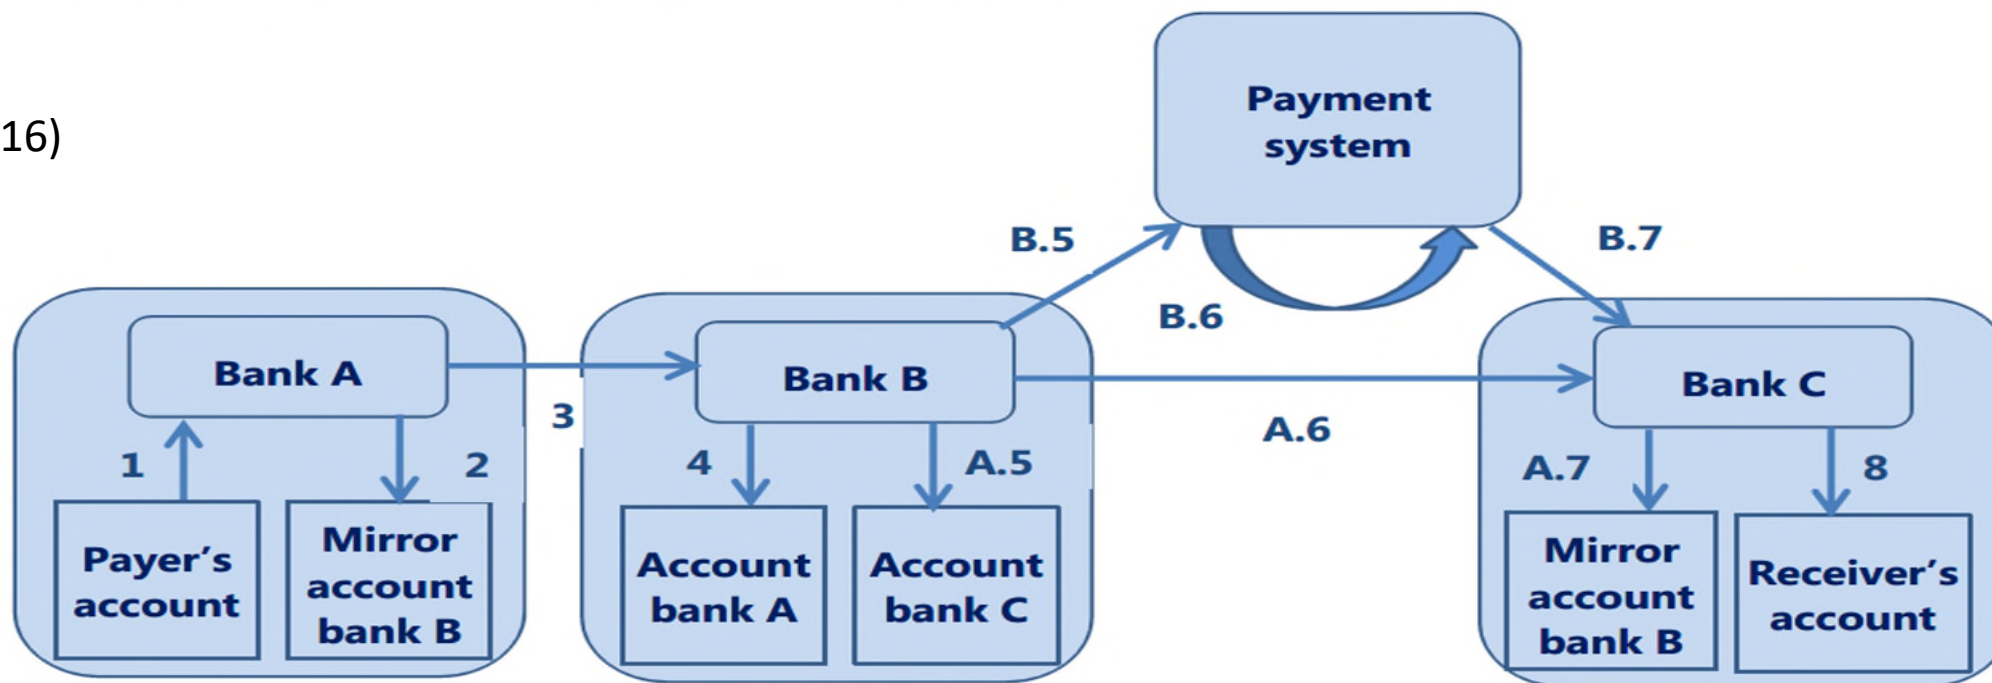 16)
Payment
system
B.5
B.7
B.6
Bank A
Bank B
Bank C
3
A.6
1
2
4
A.5
A.7
8
Payer's
account
Mirror
account
bank B
Account
bank A
Account
bank C
Mirror
account
bank B
Receiver's
account